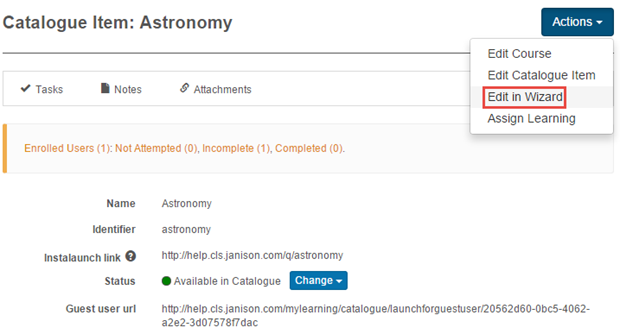 Catalogue Item: Astronomy
Actions
Edit Course
Edit Catalogue Item
Edit in Wizard
Assign Learning
Tasks
Notes
Attachments
Enrolled Users (1): Not Attempted (0), Incomplete (1), Completed (0).
Name Astronomy
Identifier astronomy
Instalaunch link ? http://help.cls.janison.com/q/astronomy
Status Available in Catalogue Change
Guest user url http://help.cls.janison.com/mylearning/catalogue/launchforguestuser/20562d60-0bc5-4062-
a2e2-3d07578f7dac